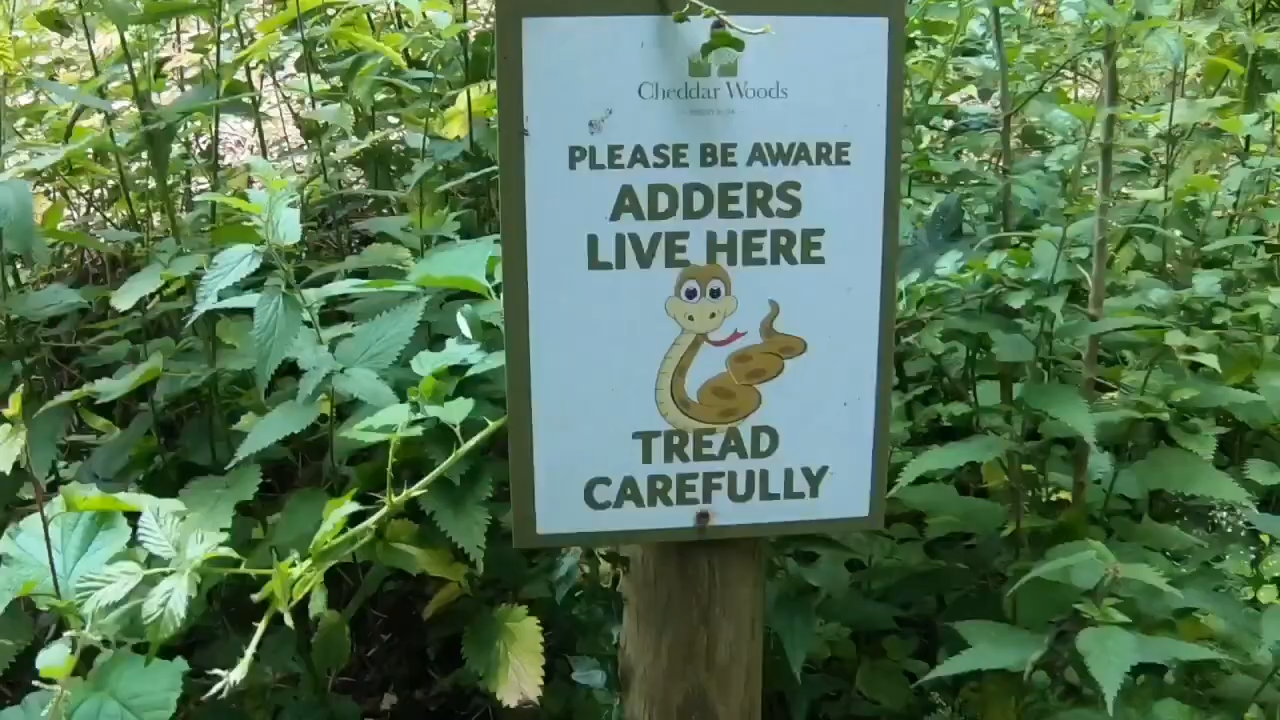 Cheddar Woods
PLEASE BE AWARE
ADDERS
LIVE HERE
TREAD
CAREFULLY